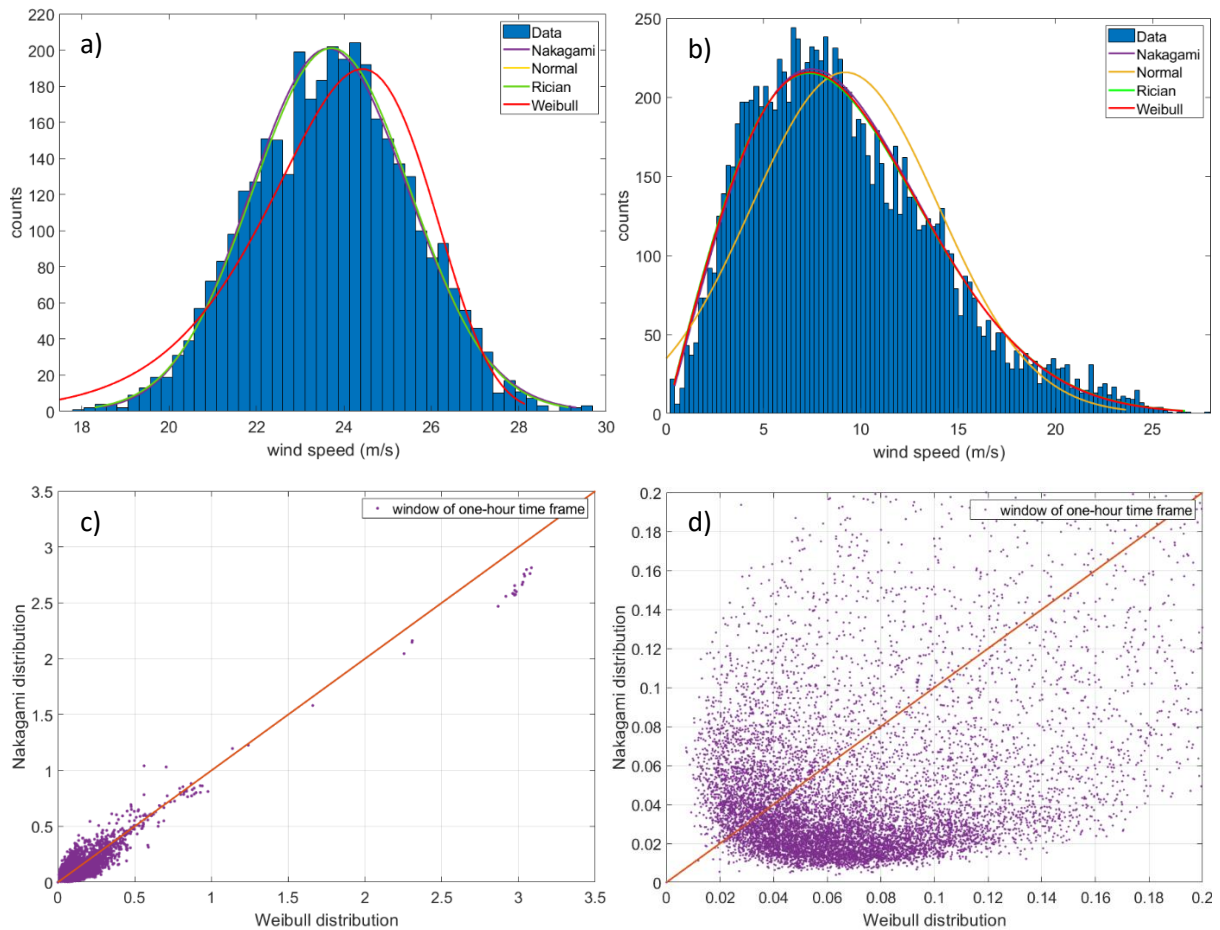 a)
220
200
180
160
140
120
100
80
60
40
20
0
counts
18 20 22 24 26 28 30
wind speed (m/s)
Data
Nakagami
Normal
Rician
Weibull
b)
250
200
150
100
50
0
counts
0 5 10 15 20 25
wind speed (m/s)
Data
Nakagami
Normal
Rician
Weibull
c)
3.5
3
2.5
2
1.5
1
0.5
0
Nakagami distribution
0 0.5 1 1.5 2 2.5 3 3.5
Weibull distribution
window of one-hour time frame
d)
0.2
0.18
0.16
0.14
0.12
0.1
0.08
0.06
0.04
0.02
0
Nakagami distribution
0 0.02 0.04 0.06 0.08 0.1 0.12 0.14 0.16 0.18 0.2
Weibull distribution
window of one-hour time frame